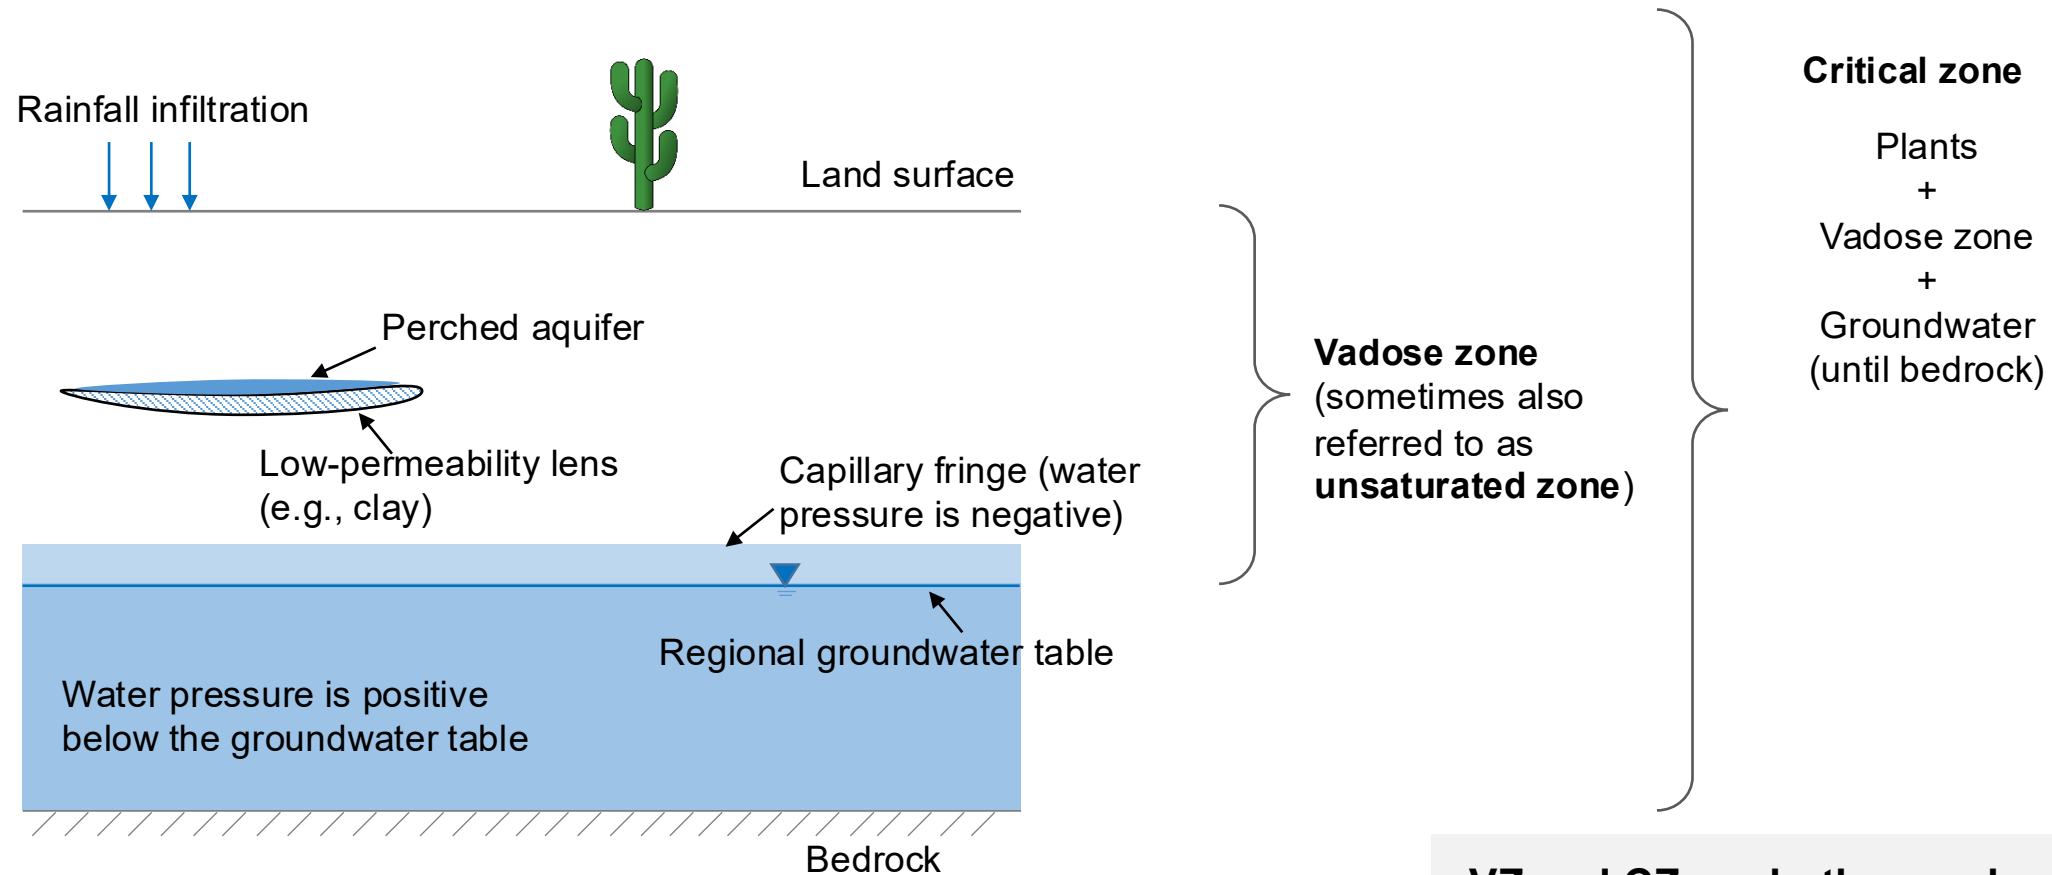 Rainfall infiltration
Land surface
Perched aquifer
Low-permeability lens
(e.g., clay)
Capillary fringe (water
pressure is negative)
Regional groundwater table
Water pressure is positive
below the groundwater table
Bedrock
Vadose zone
(sometimes also
referred to as
unsaturated zone)
Critical zone
Plants
+
Vadose zone
+
Groundwater
(until bedrock)